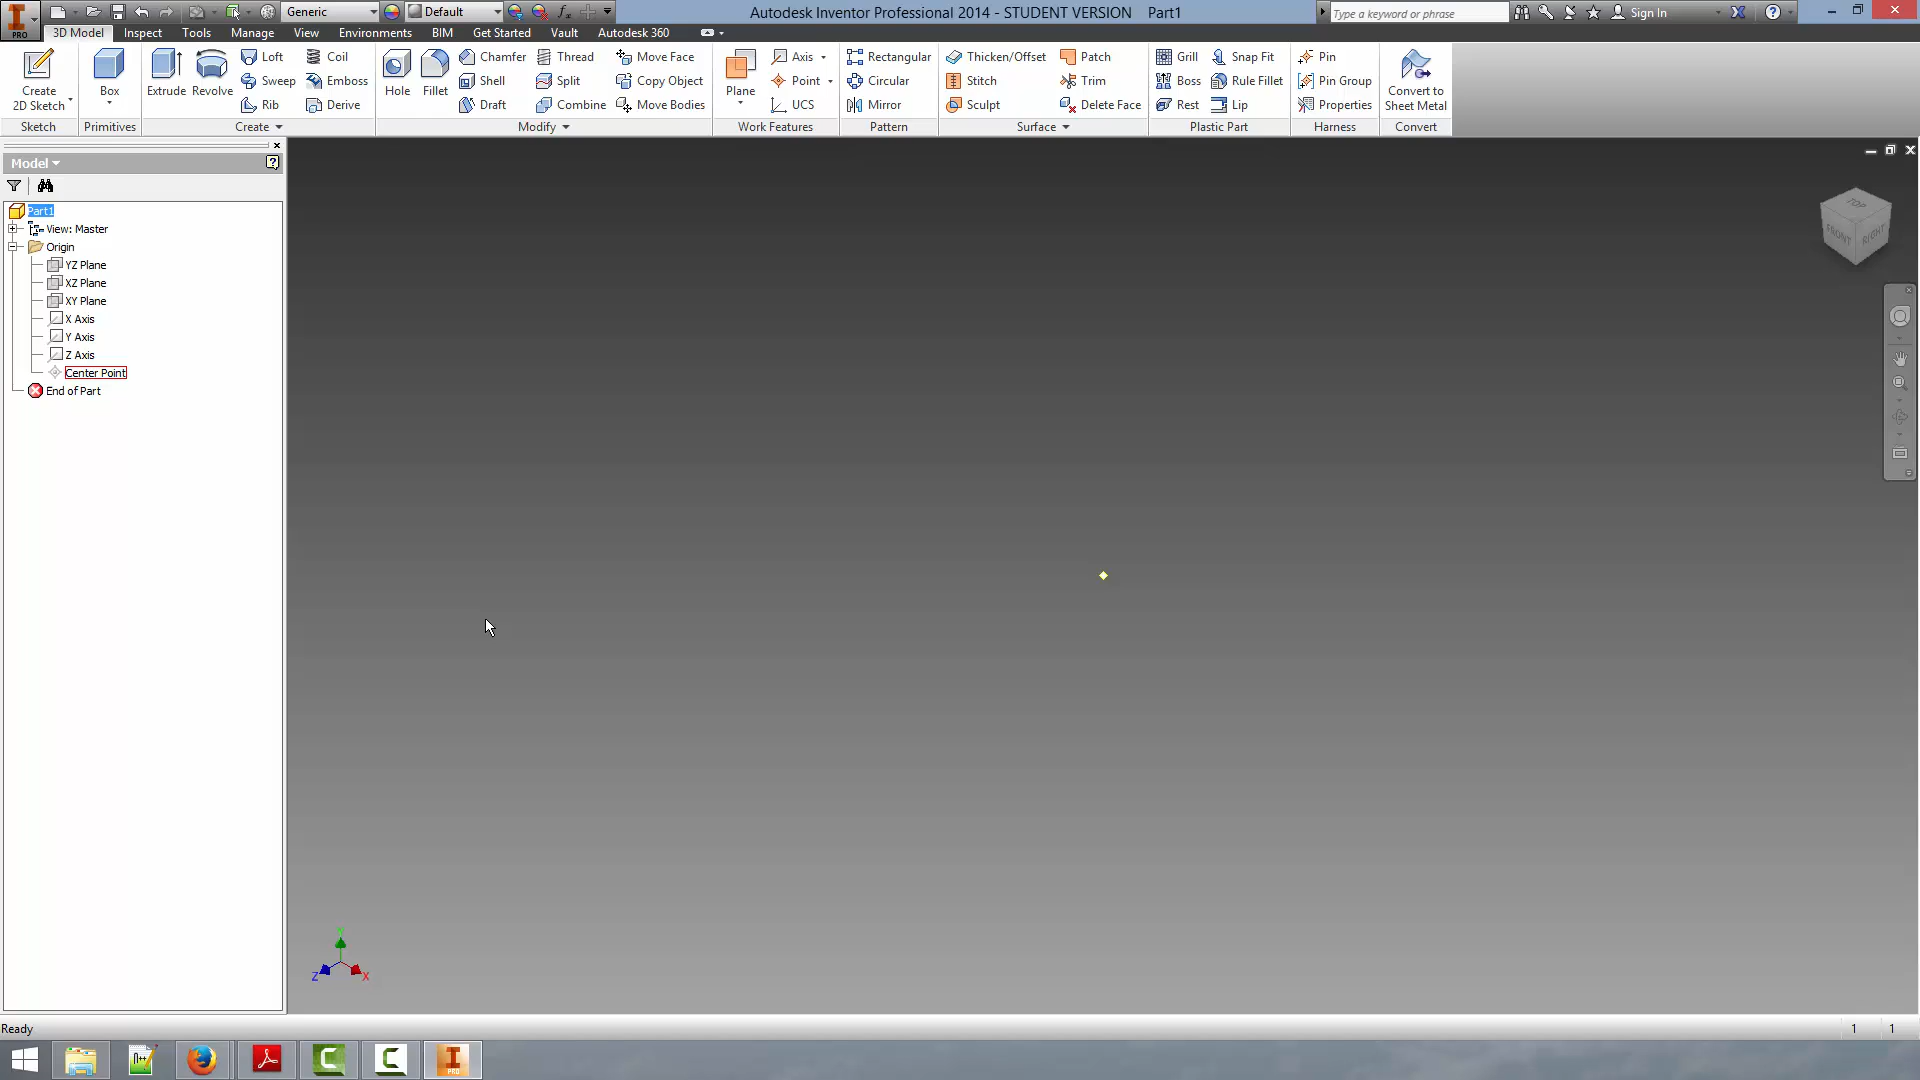 Generic
Default
Autodesk Inventor Professional 2014 - STUDENT VERSION Part1
Type a keyword or phrase
Sign In
PRO
3D Model Inspect Tools Manage View Environments BIM Get Started Vault Autodesk 360
Create 2D Sketch
Sketch
Box
Primitives
Extrude Revolve
Loft Coil
Sweep Emboss
Rib Derive
Create
Hole Fillet
Chamfer Thread Move Face
Shell Split Copy Object
Draft Combine Move Bodies
Modify
Plane
Axis
Point
UCS
Work Features
Rectangular
Circular
Mirror
Pattern
Thicken/Offset Patch
Stitch Trim
Sculpt Delete Face
Surface
Grill Snap Fit
Boss Rule Fillet
Rest Lip
Plastic Part
Pin
Pin Group
Properties
Harness
Convert to Sheet Metal
Convert
Model
Part1
View: Master
Origin
YZ Plane
XZ Plane
XY Plane
X Axis
Y Axis
Z Axis
Center Point
End of Part
TOP
FRONT RIGHT
Y
Z X
Ready
1 1
PRO